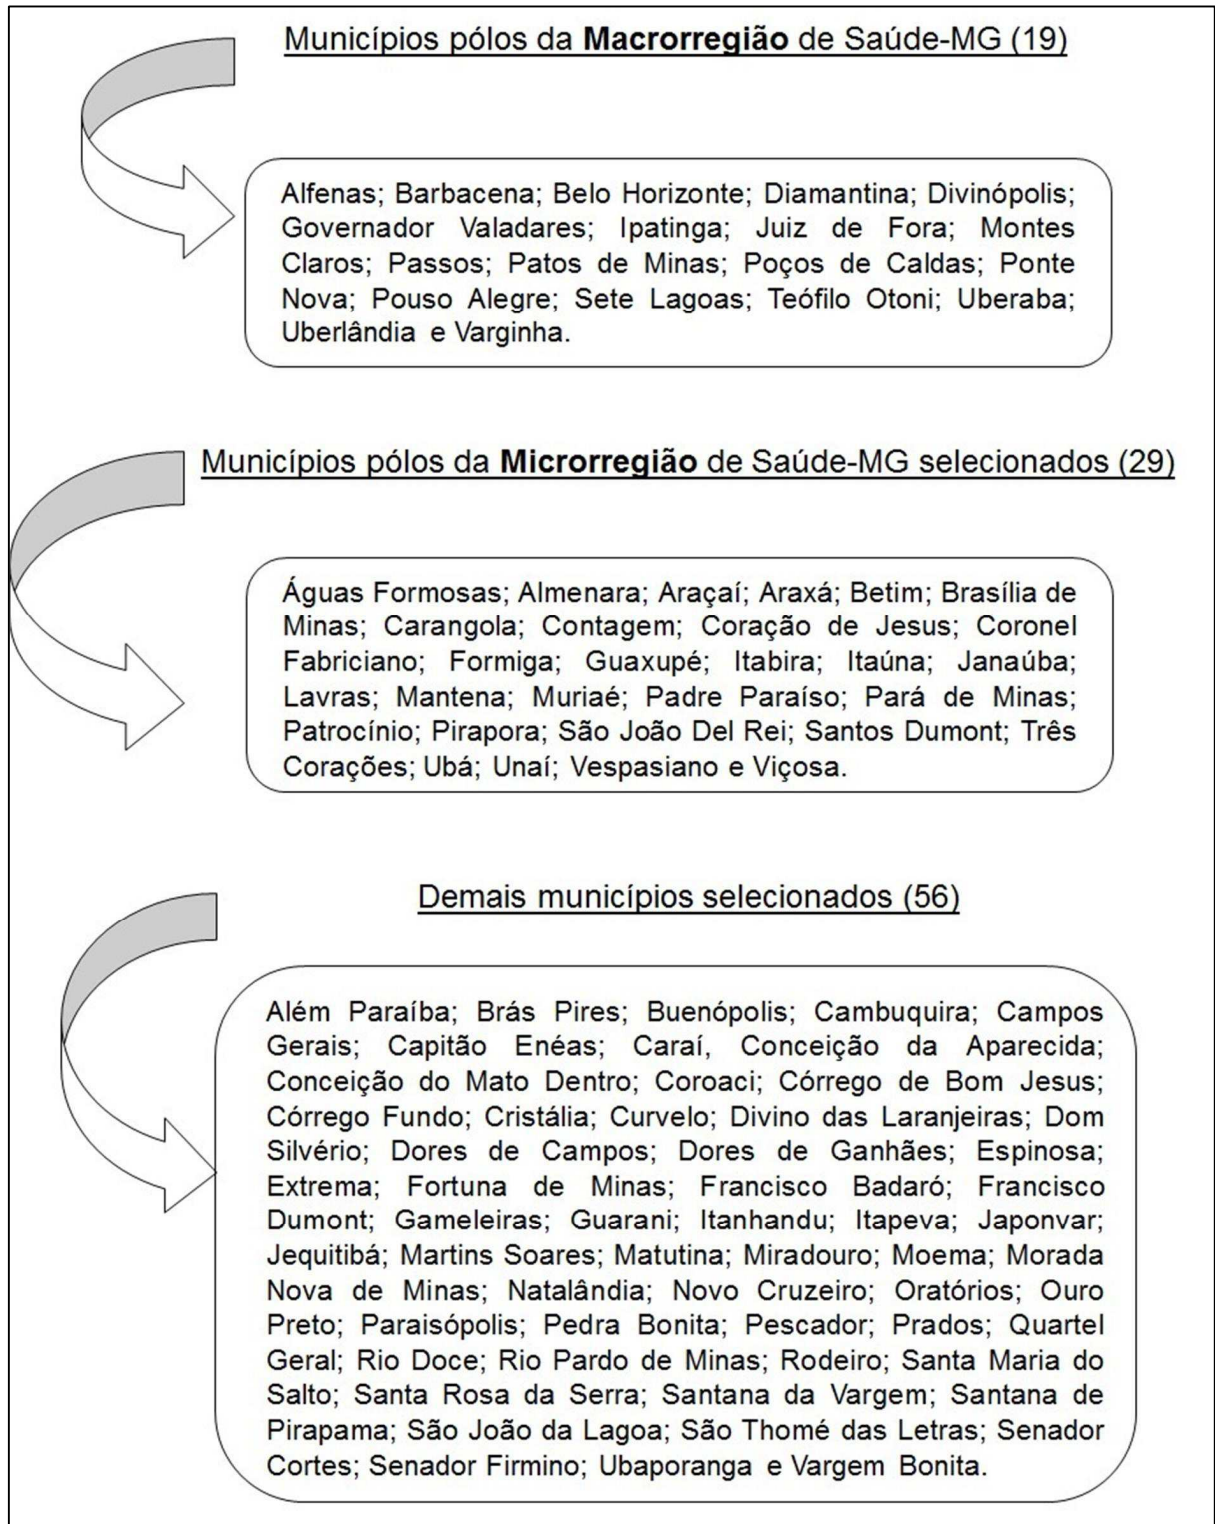 Municípios pólos da Macrorregião de Saúde-MG (19)
Alfenas; Barbacena; Belo Horizonte; Diamantina; Divinópolis;
Governador Valadares; Ipatinga; Juiz de Fora; Montes
Claros; Passos; Patos de Minas; Poços de Caldas; Ponte
Nova; Pouso Alegre; Sete Lagoas; Teófilo Otoni; Uberaba;
Uberlândia e Varginha.
Municípios pólos da Microrregião de Saúde-MG selecionados (29)
Águas Formosas; Almenara; Araçaí; Araxá; Betim; Brasília de
Minas; Carangola; Contagem; Coração de Jesus; Coronel
Fabriciano; Formiga; Guaxupé; Itabira; Itaúna; Janaúba;
Lavras; Mantena; Muriaé; Padre Paraíso; Pará de Minas;
Patrocínio; Pirapora; São João Del Rei; Santos Dumont; Três
Corações; Ubá; Unaí; Vespasiano e Viçosa.
Demais municípios selecionados (56)
Além Paraíba; Brás Pires; Buenópolis; Cambuquira; Campos
Gerais; Capitão Enéas; Caraí, Conceição da Aparecida;
Conceição do Mato Dentro; Coroaci; Córrego de Bom Jesus;
Córrego Fundo; Cristália; Curvelo; Divino das Laranjeiras; Dom
Silvério; Dores de Campos; Dores de Ganhães; Espinosa;
Extrema; Fortuna de Minas; Francisco Badaró; Francisco
Dumont; Gameleiras; Guarani; Itanhandu; Itapeva; Japonvar;
Jequitibá; Martins Soares; Matutina; Miradouro; Moema; Morada
Nova de Minas; Natalândia; Novo Cruzeiro; Oratórios; Ouro
Preto; Paraisópolis; Pedra Bonita; Pescador; Prados; Quartel
Geral; Rio Doce; Rio Pardo de Minas; Rodeiro; Santa Maria do
Salto; Santa Rosa da Serra; Santana da Vargem; Santana de
Pirapama; São João da Lagoa; São Thomé das Letras; Senador
Cortes; Senador Firmino; Ubaporanga e Vargem Bonita.